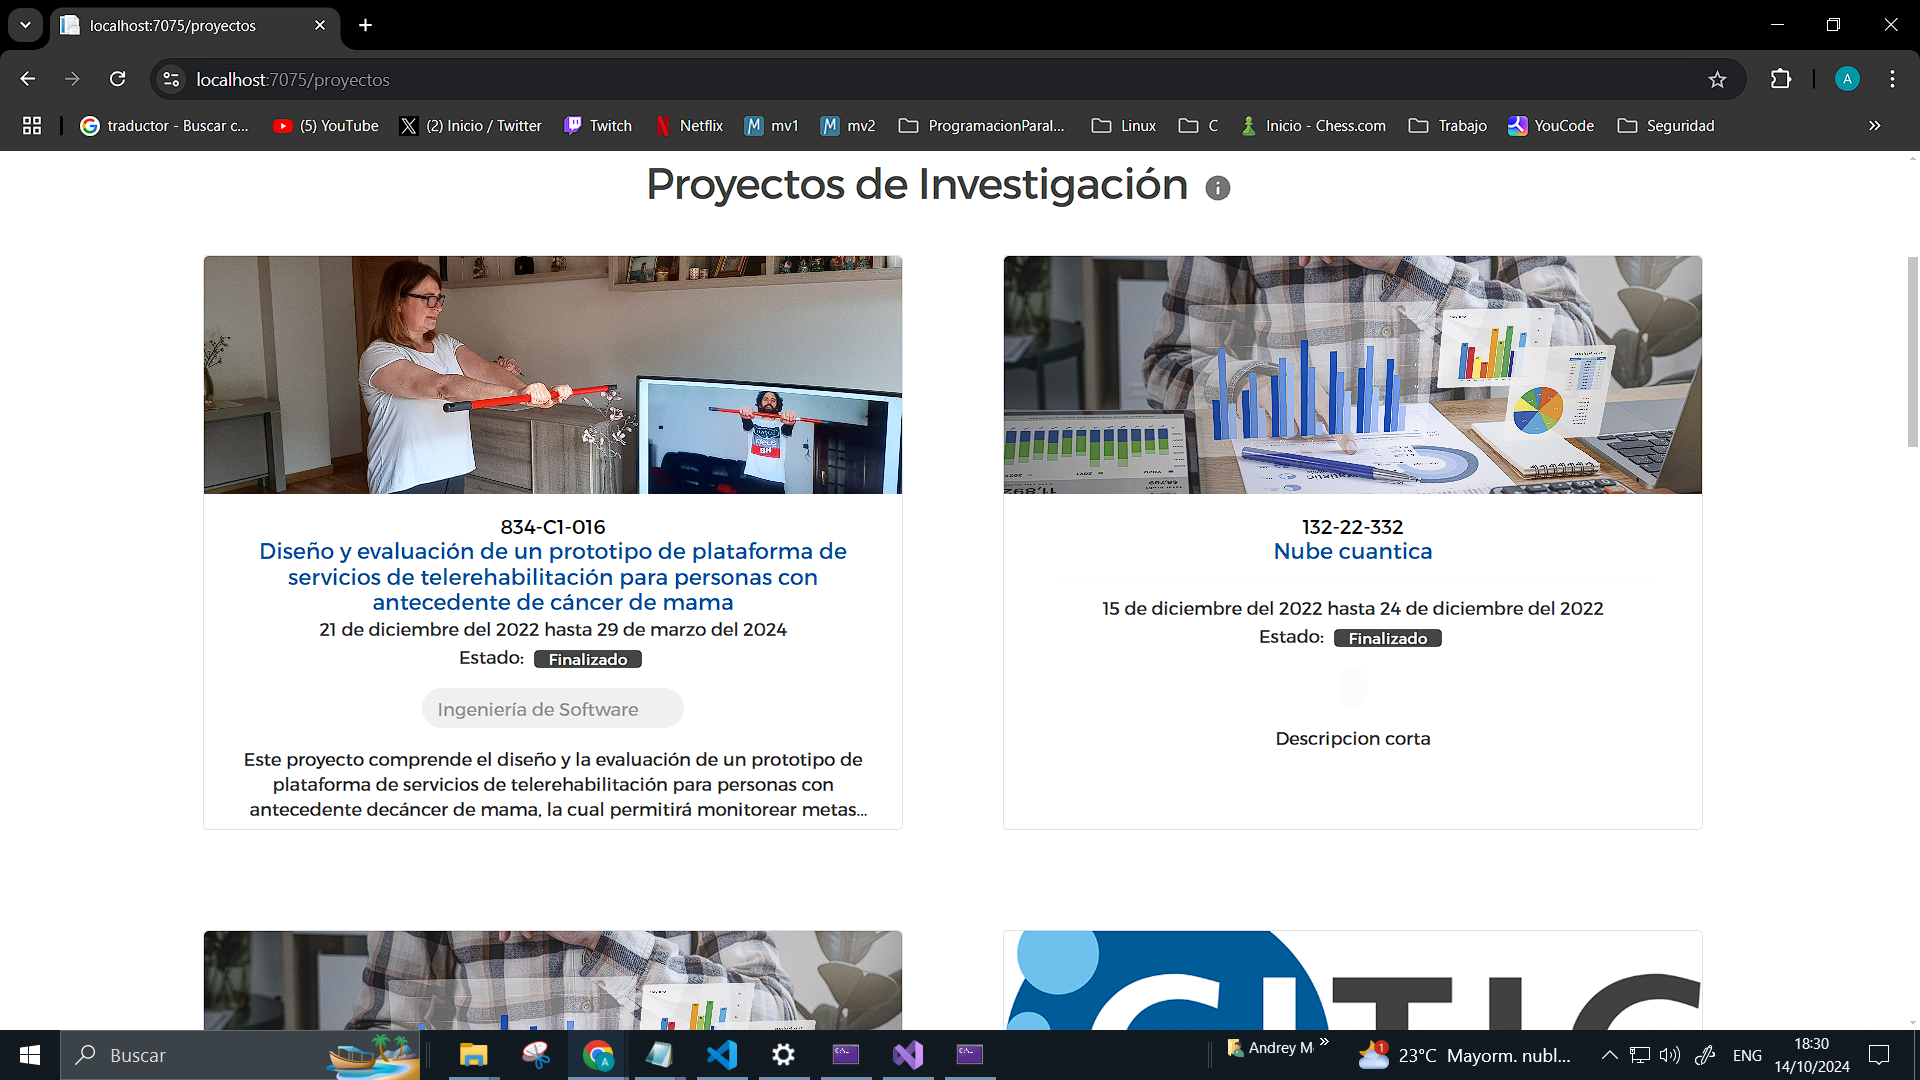 localhost:7075/proyectos
localhost:7075/proyectos
A
traductor - Buscar c...
(5) YouTube
(2) Inicio / Twitter
Twitch
Netflix
mv1
mv2
ProgramacionParal...
Linux
C
Inicio - Chess.com
Trabajo
YouCode
Seguridad
Proyectos de Investigación
834-C1-016
Diseño y evaluación de un prototipo de plataforma de
servicios de telerehabilitación para personas con
antecedente de cáncer de mama
21 de diciembre del 2022 hasta 29 de marzo del 2024
Estado: Finalizado
Ingeniería de Software
Este proyecto comprende el diseño y la evaluación de un prototipo de
plataforma de servicios de telerehabilitación para personas con
antecedente decáncer de mama, la cual permitirá monitorear metas...
132-22-332
Nube cuantica
15 de diciembre del 2022 hasta 24 de diciembre del 2022
Estado: Finalizado
Descripcion corta
CITIC
Buscar
Andrey M
1
23°C Mayorm. nubl...
ENG
18:30
14/10/2024